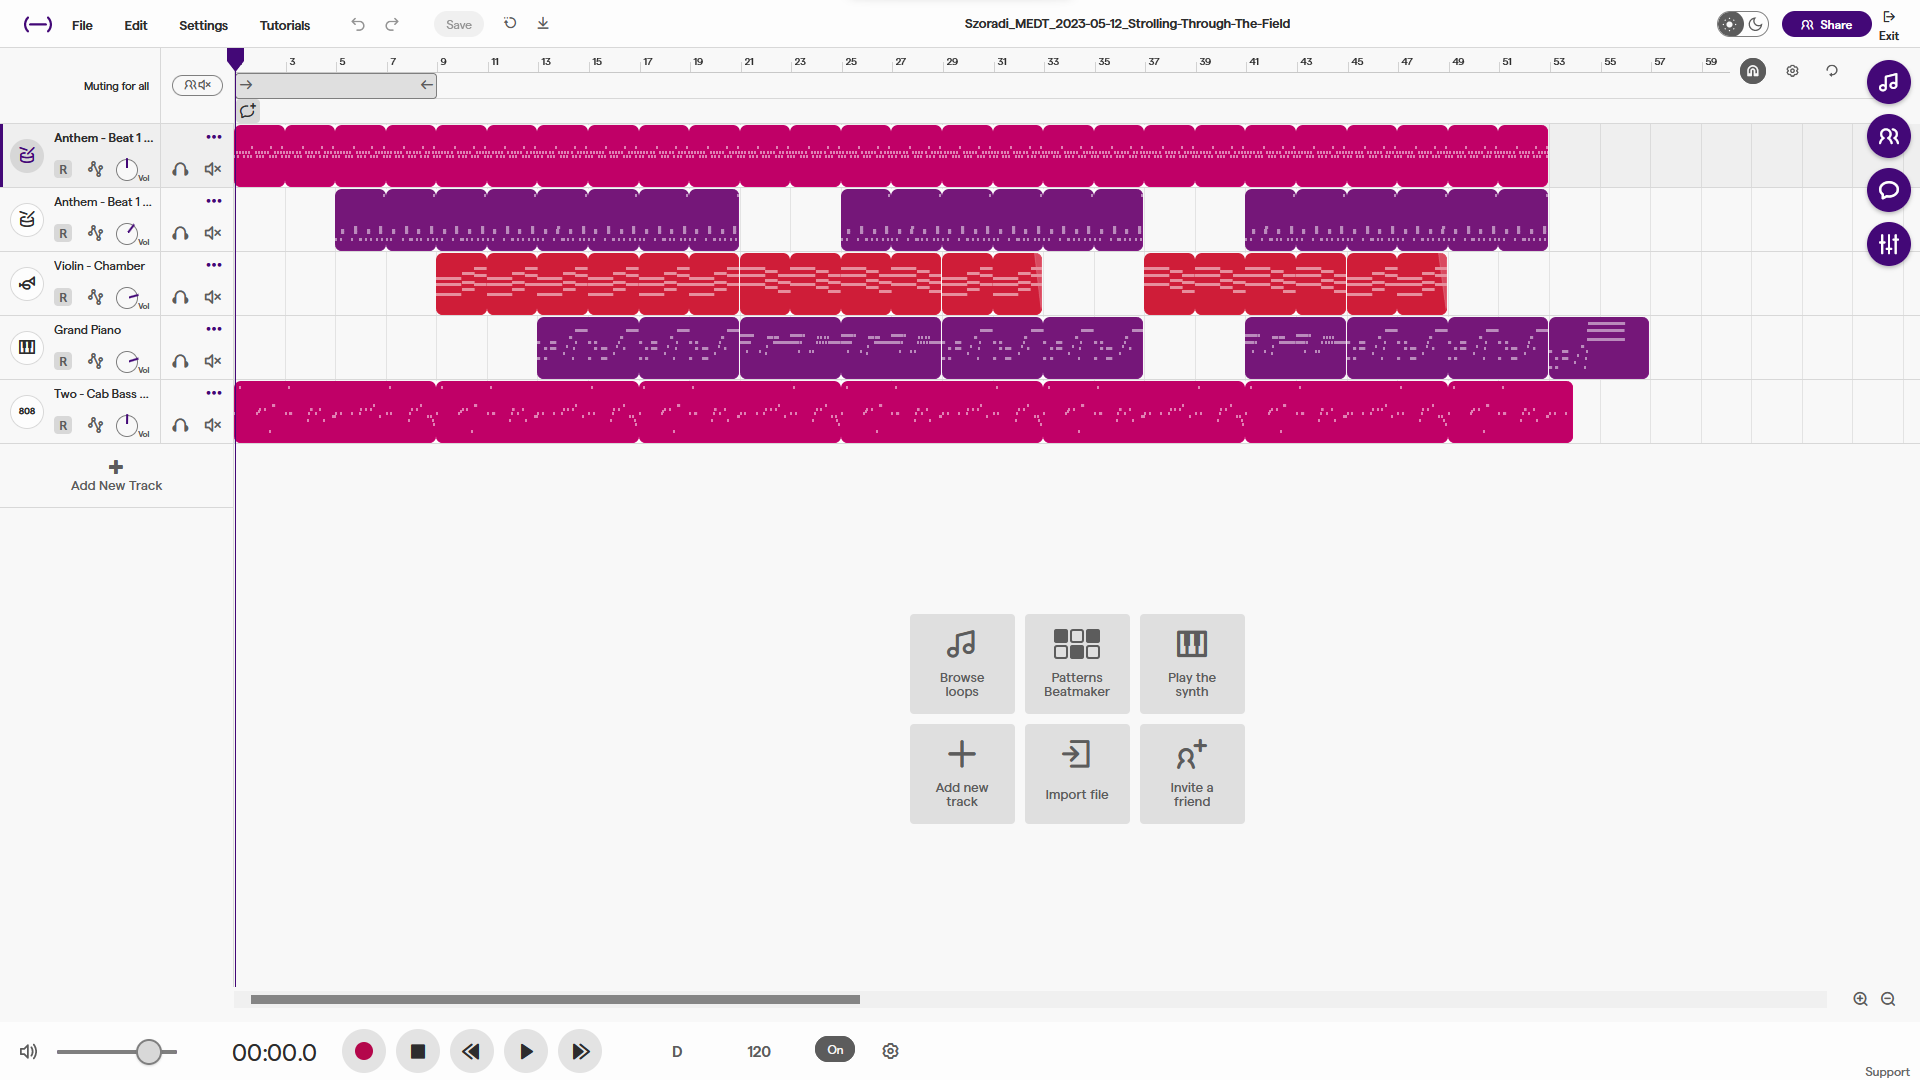 File Edit Settings Tutorials Save Szoradi_MEDT_2023-05-12_Strolling-Through-The-Field Share Exit
3 5 7 9 11 13 15 17 19 21 23 25 27 29 31 33 35 37 39 41 43 45 47 49 51 53 55 57 59
Muting for all
Anthem - Beat 1 ...
R Vol
Anthem - Beat 1 ...
R Vol
Violin - Chamber
R Vol
Grand Piano
R Vol
Two - Cab Bass ...
808 R Vol
Add New Track
Browse
loops
Patterns
Beatmaker
Play the
synth
Add new
track
Import file
Invite a
friend
00:00.0 D 120 On
Support